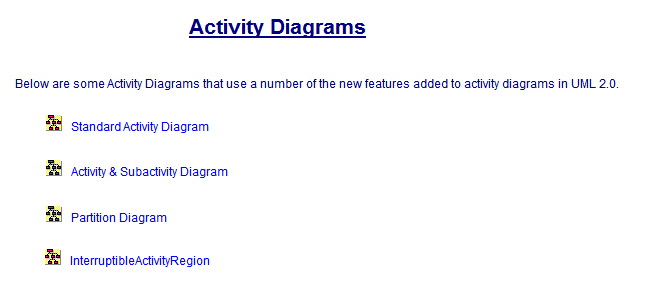 Activity Diagrams
Below are some Activity Diagrams that use a number of the new features added to activity diagrams in UML 2.0.
Standard Activity Diagram
Activity & Subactivity Diagram
Partition Diagram
InterruptibleActivityRegion